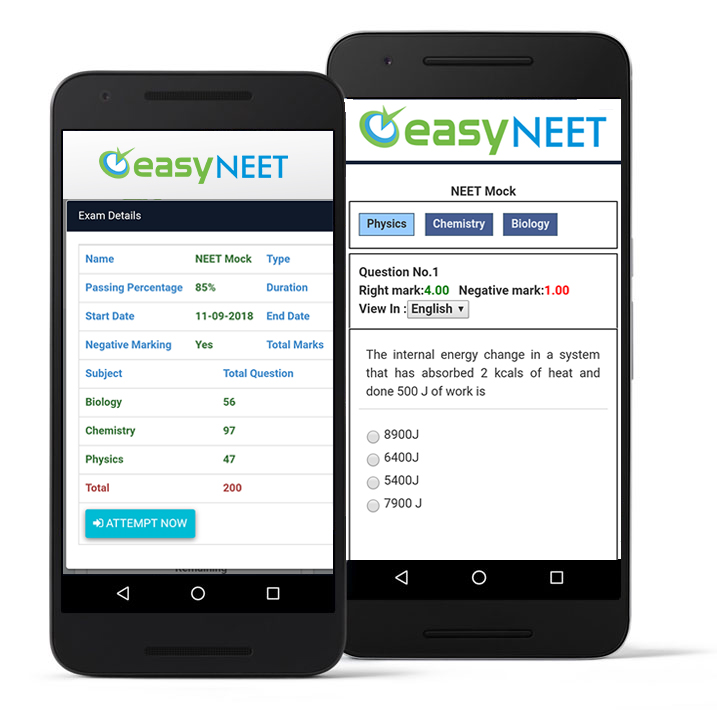 easyNEET
Exam Details
Name NEET Mock Type
Passing Percentage 85% Duration
Start Date 11-09-2018 End Date
Negative Marking Yes Total Marks
Subject Total Question
Biology 56
Chemistry 97
Physics 47
Total 200
ATTEMPT NOW
Remaining
easyNEET
NEET Mock
Physics Chemistry Biology
Question No.1
Right mark:4.00 Negative mark:1.00
View In : English
The internal energy change in a system
that has absorbed 2 kcals of heat and
done 500 J of work is
8900J
6400J
5400J
7900 J